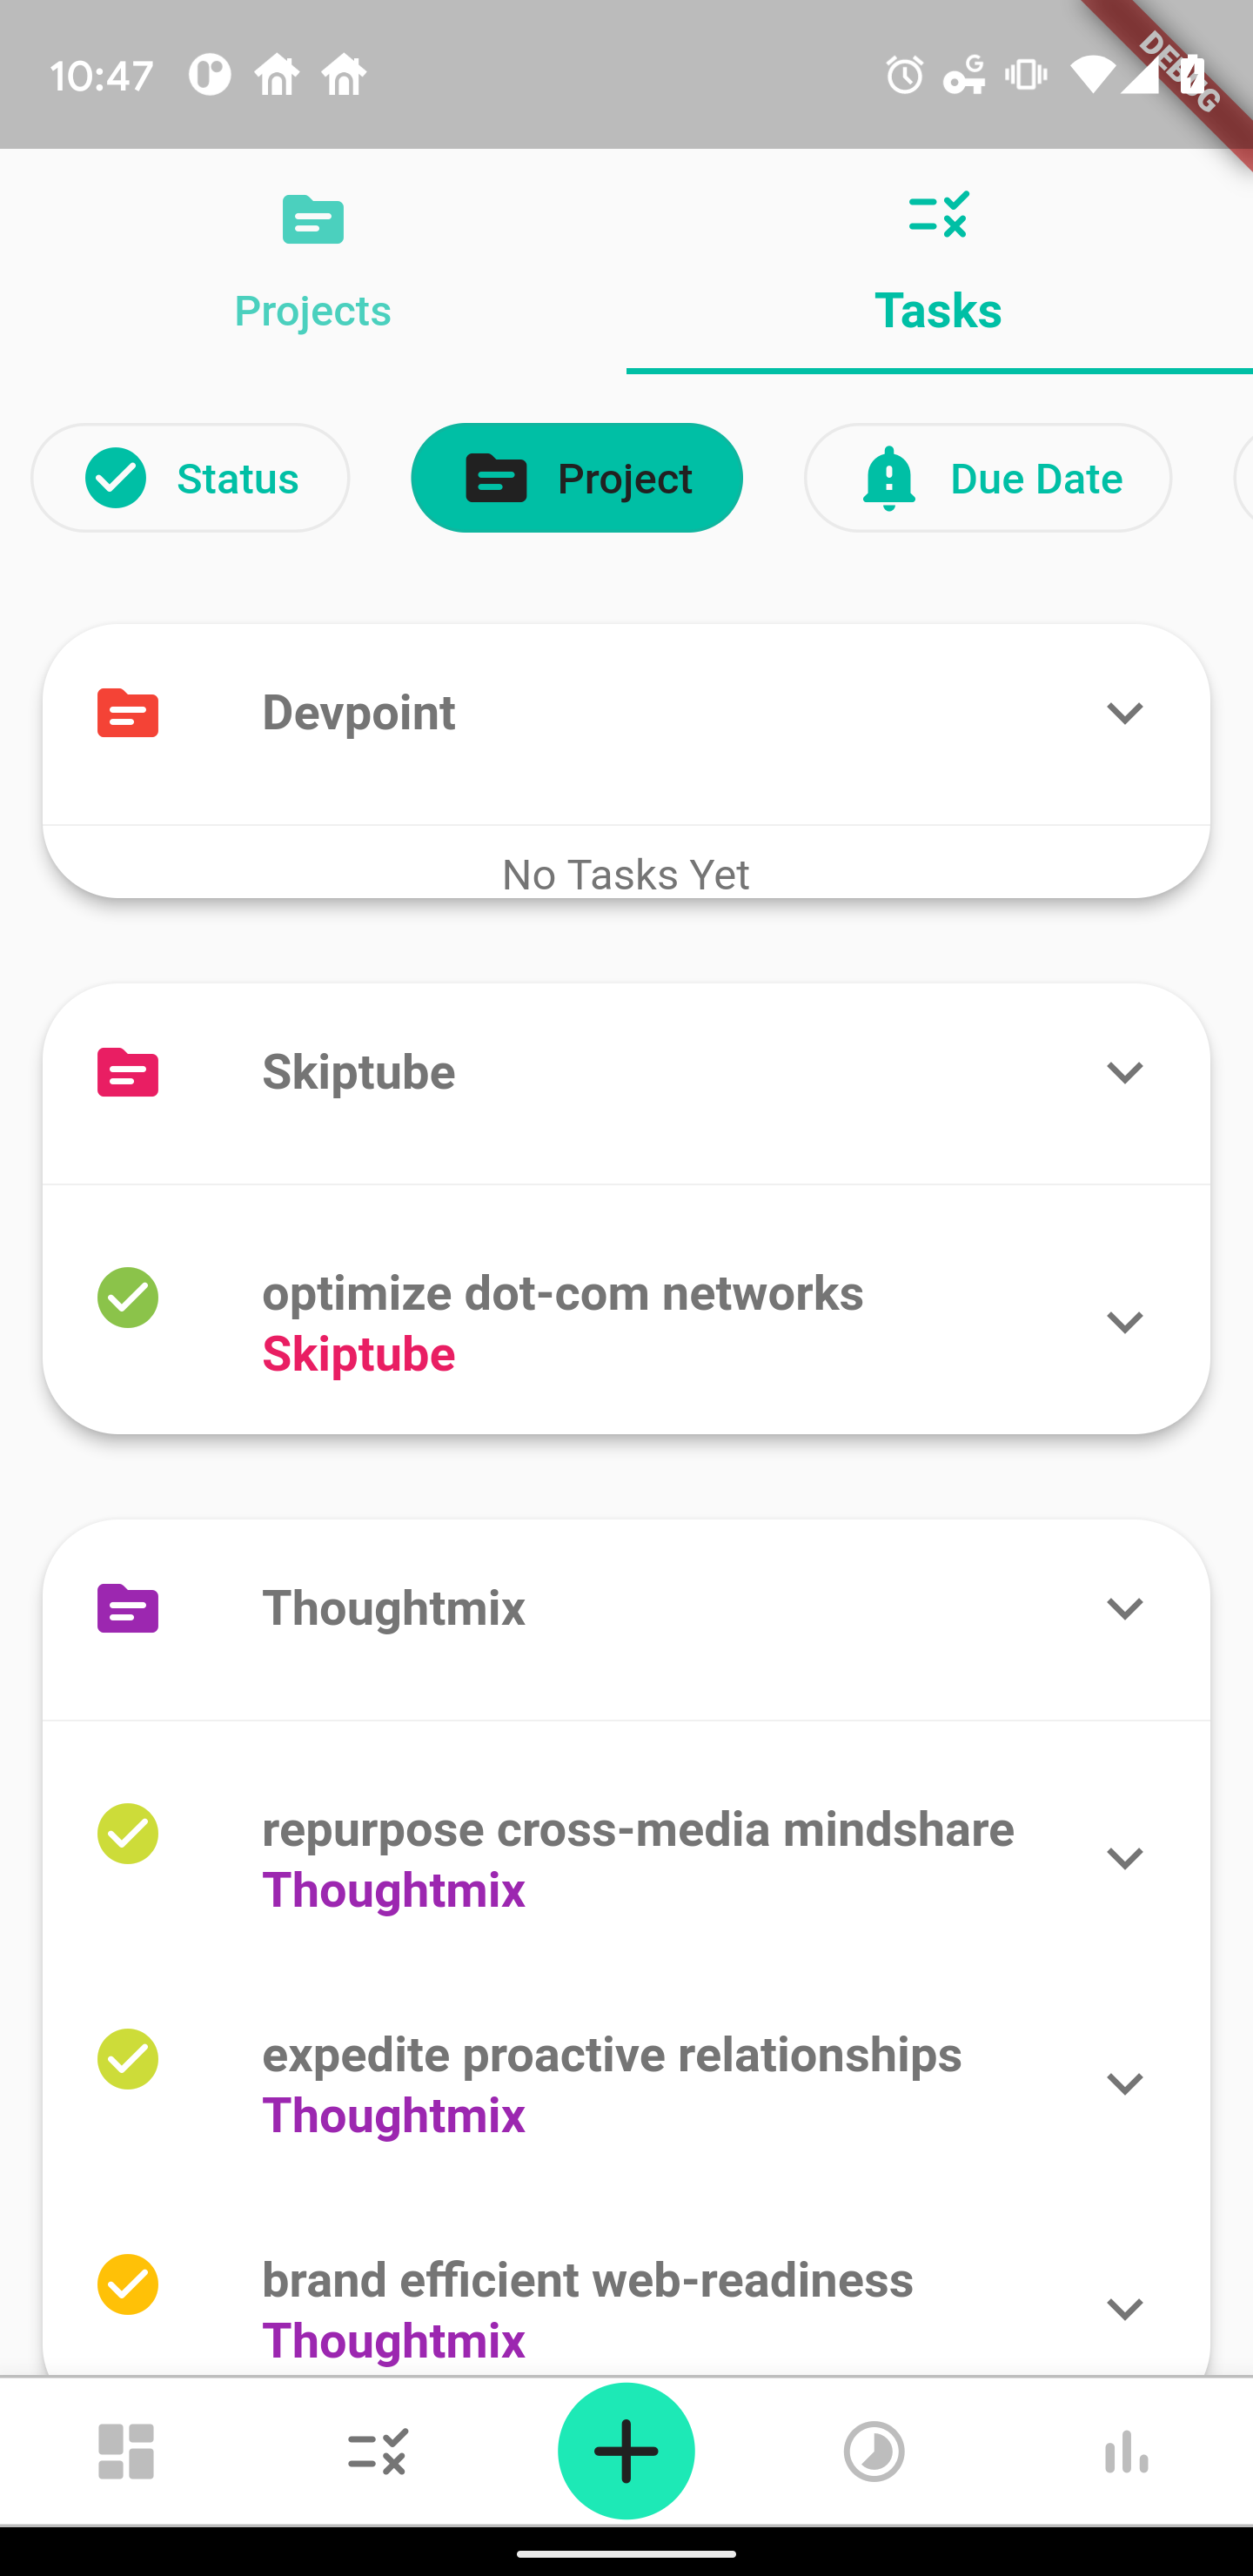 10:47
G
DEBUG
Projects
Tasks
Status
Project
Due Date
Devpoint
No Tasks Yet
Skiptube
optimize dot-com networks
Skiptube
Thoughtmix
repurpose cross-media mindshare
Thoughtmix
expedite proactive relationships
Thoughtmix
brand efficient web-readiness
Thoughtmix